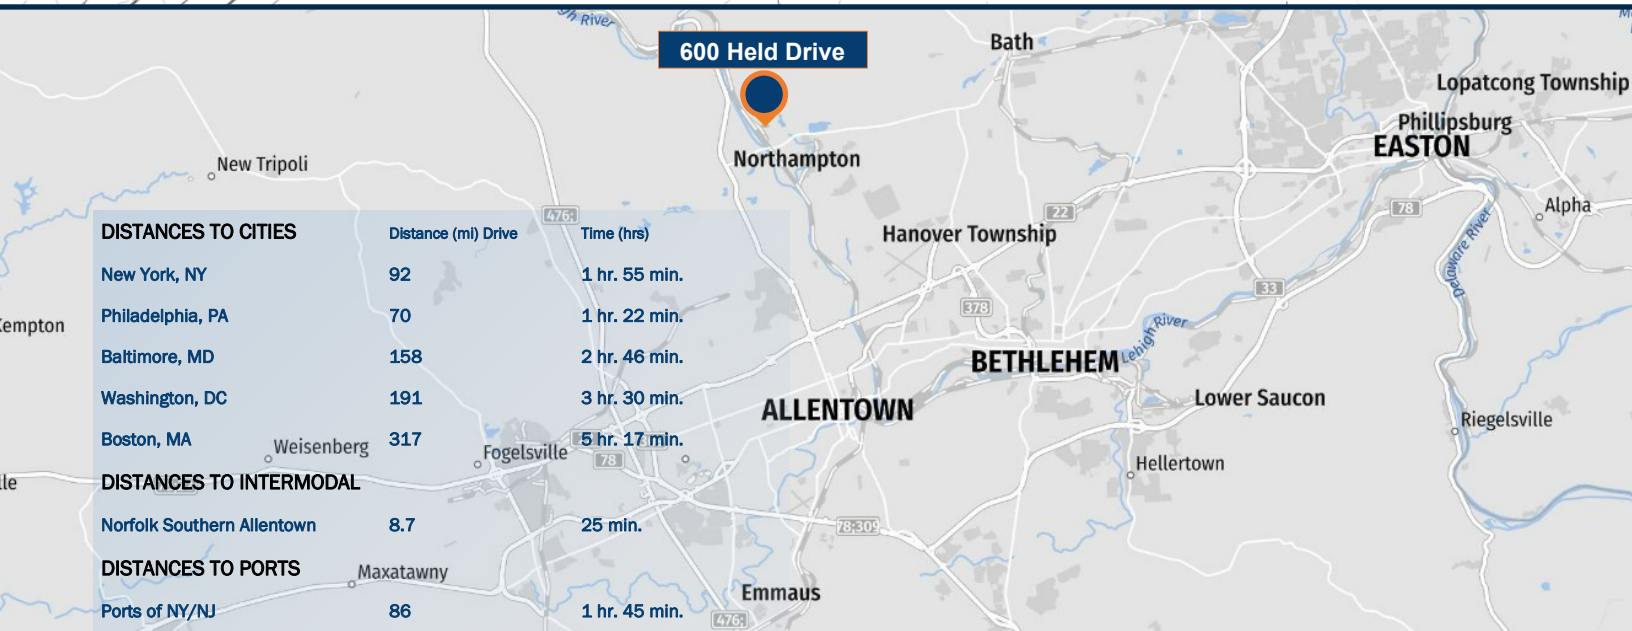 600 Held Drive
Bath
Lopatcong Township
Phillipsburg
EASTON
Northampton
New Tripoli
476;
22
78
Alpha
Hanover Township
Delaware River
33
378
Lehigh River
BETHLEHEM
ALLENTOWN
Lower Saucon
Riegelsville
Hellertown
Weisenberg
Fogelsville
78
78;309
Maxatawny
Emmaus
476;
DISTANCES TO CITIES Distance (mi) Drive Time (hrs)
New York, NY 92 1 hr. 55 min.
Philadelphia, PA 70 1 hr. 22 min.
Baltimore, MD 158 2 hr. 46 min.
Washington, DC 191 3 hr. 30 min.
Boston, MA 317 5 hr. 17 min.
DISTANCES TO INTERMODAL
Norfolk Southern Allentown 8.7 25 min.
DISTANCES TO PORTS
Ports of NY/NJ 86 1 hr. 45 min.